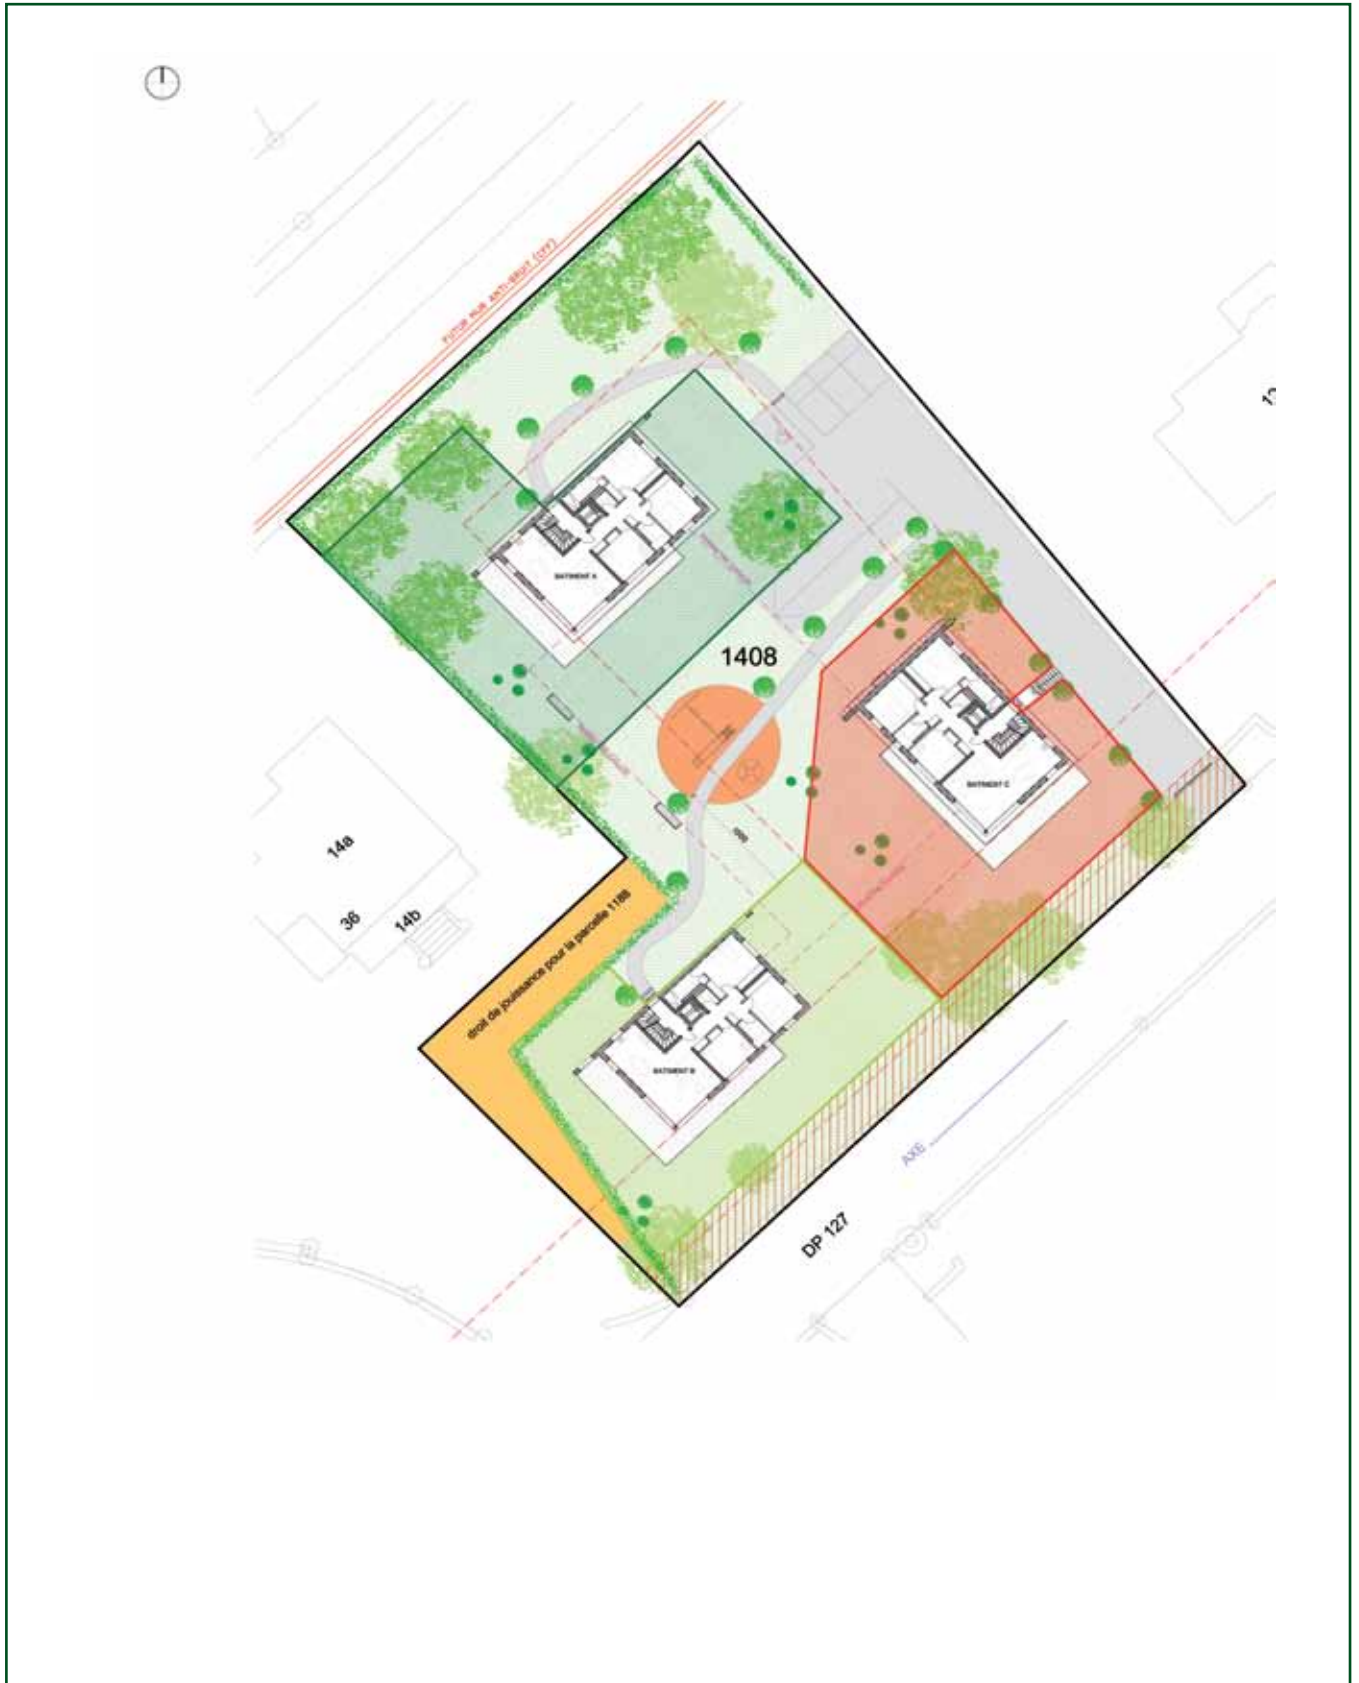 FUTUR MUR ANTI-BRUIT (CFF)
BATIMENT A
1408
BATIMENT C
14a
36
14b
droit de jouissance pour la parcelle 1188
BATIMENT B
AXE
DP 127